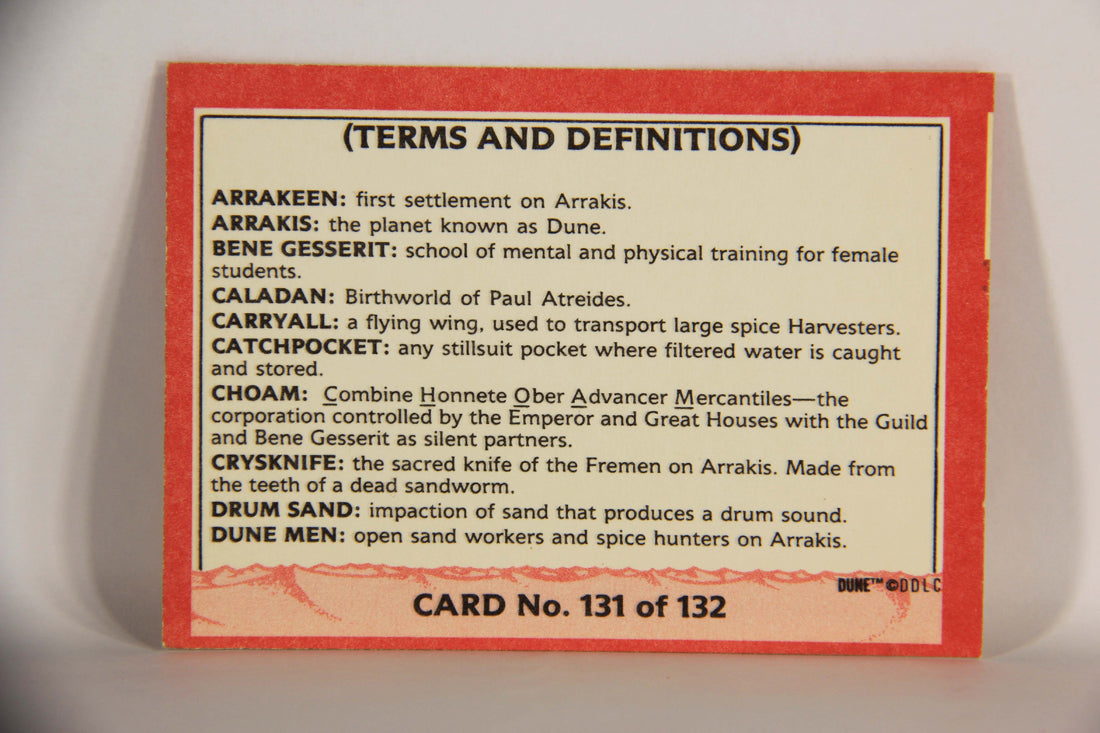 (TERMS AND DEFINITIONS)
ARRAKEEN: first settlement on Arrakis.
ARRAKIS: the planet known as Dune.
BENE GESSERIT: school of mental and physical training for female
students.
CALADAN: Birthworld of Paul Atreides.
CARRYALL: a flying wing, used to transport large spice Harvesters.
CATCHPOCKET: any stillsuit pocket where filtered water is caught
and stored.
CHOAM: Combine Honnete Ober Advancer Mercantiles—the
corporation controlled by the Emperor and Great Houses with the Guild
and Bene Gesserit as silent partners.
CRYSKNIFE: the sacred knife of the Fremen on Arrakis. Made from
the teeth of a dead sandworm.
DRUM SAND: impaction of sand that produces a drum sound.
DUNE MEN: open sand workers and spice hunters on Arrakis.
DUNE™ ©DDLC
CARD No. 131 of 132